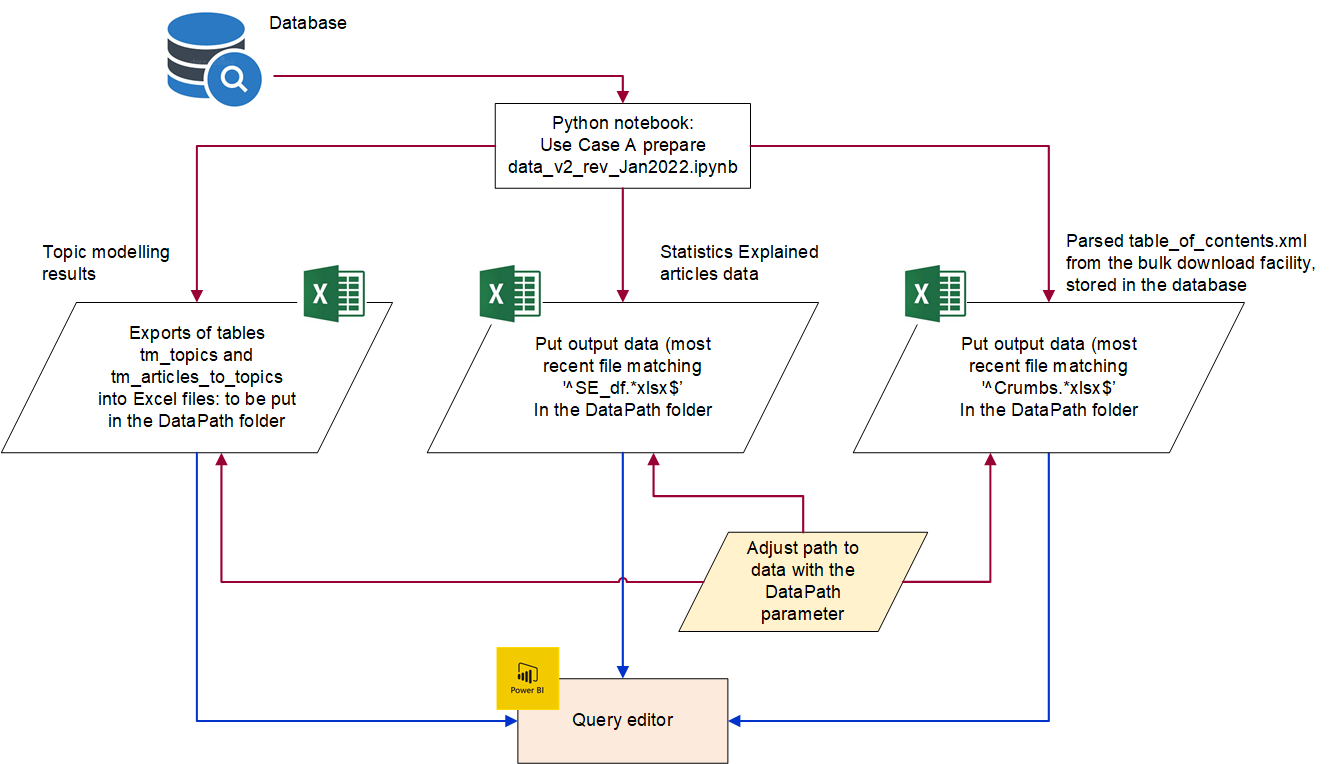 Database
Python notebook:
Use Case A prepare
data_v2_rev_Jan2022.ipynb
Topic modelling
results
Statistics Explained
articles data
Parsed table_of_contents.xml
from the bulk download facility,
stored in the database
X
X
X
Exports of tables
tm_topics and
tm_articles_to_topics
into Excel files: to be put
in the DataPath folder
Put output data (most
recent file matching
'^SE_df.*xlsx$’
In the DataPath folder
Put output data (most
recent file matching
'^Crumbs.*xlsx$’
In the DataPath folder
Adjust path to
data with the
DataPath
parameter
Power BI
Query editor